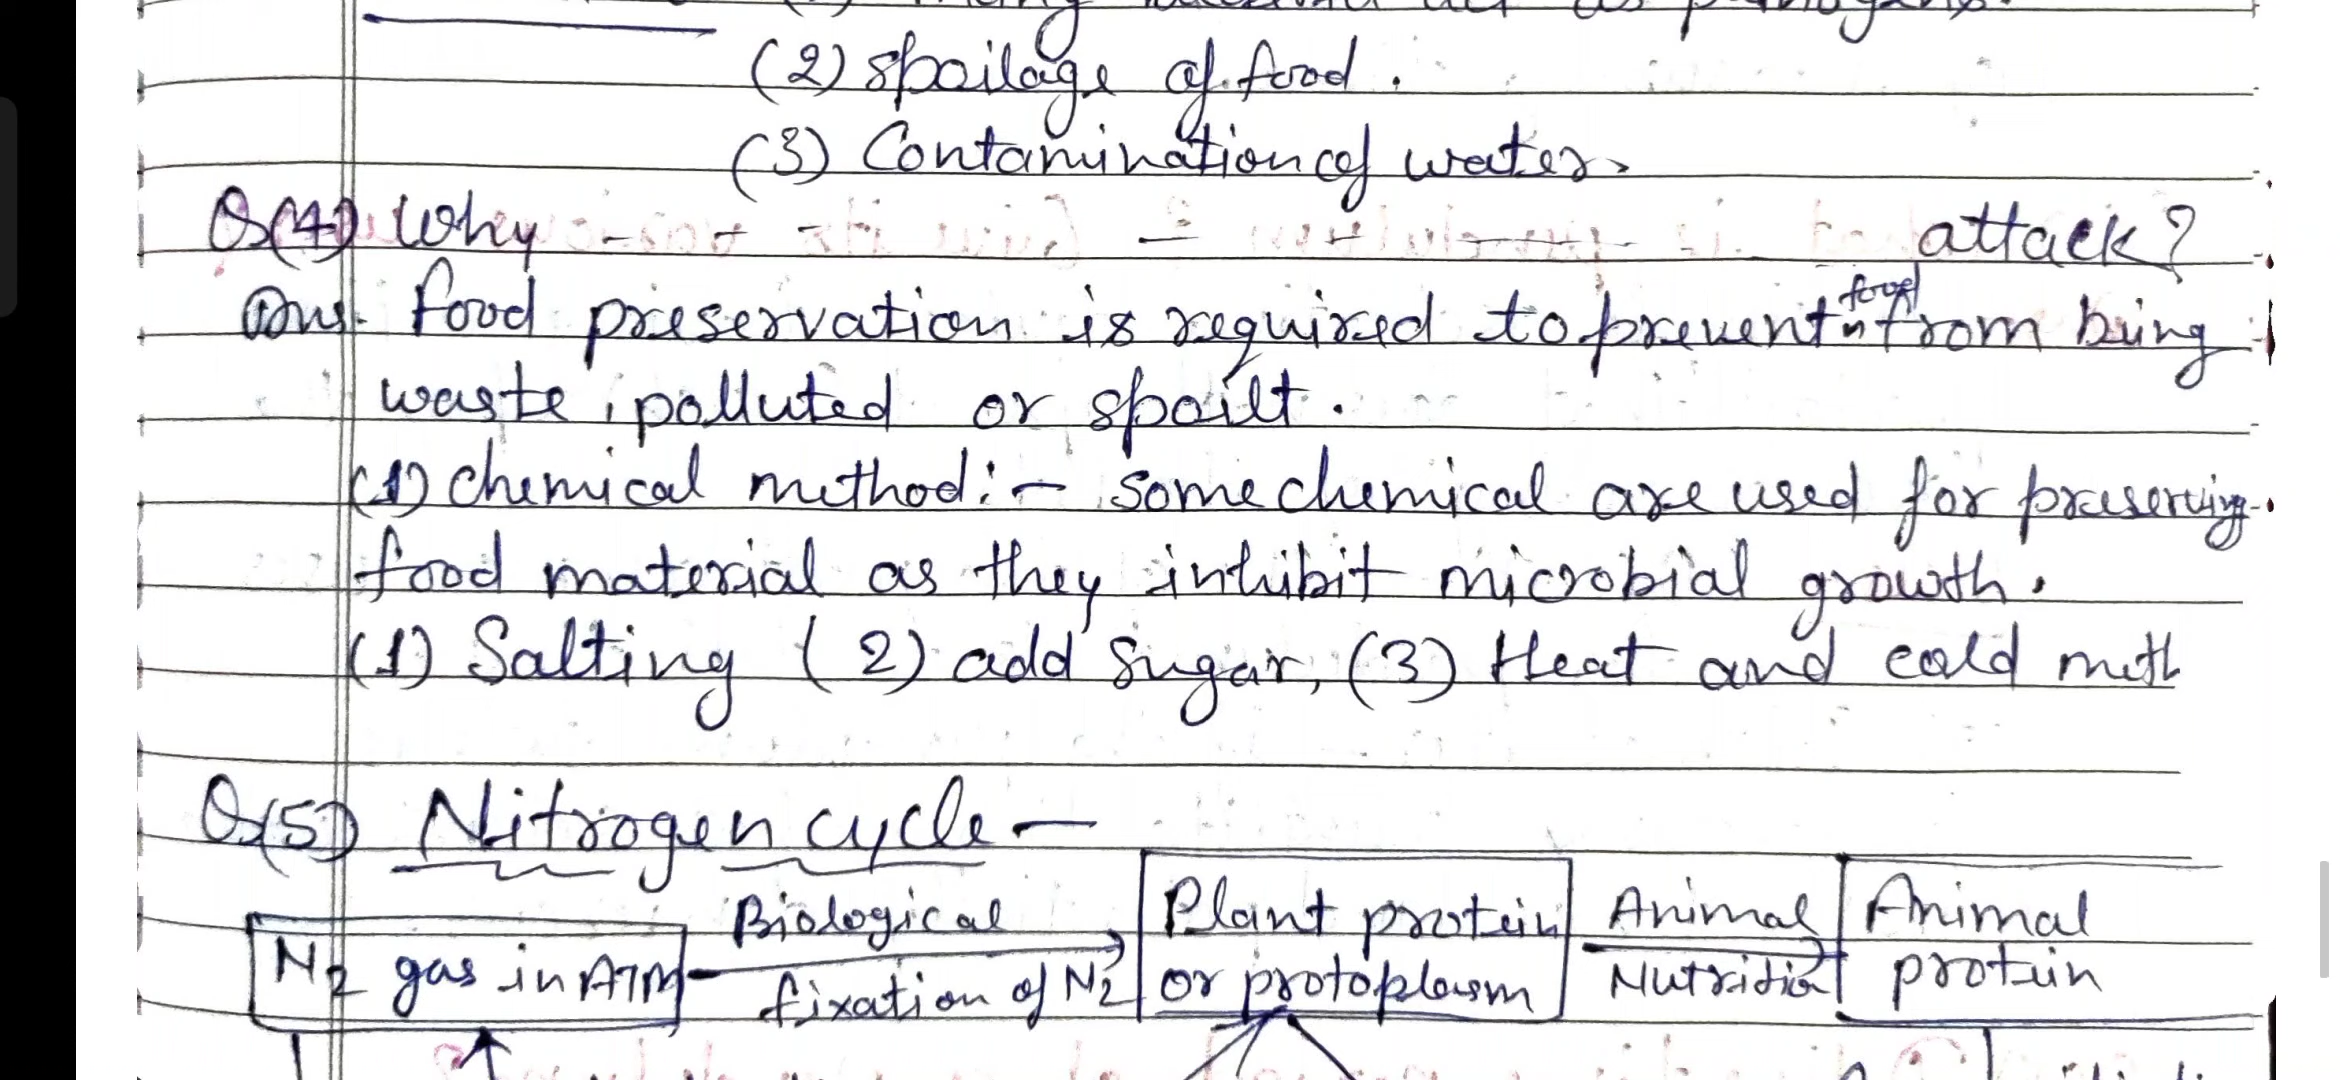 (2) spoilage of food.
(3) Contamination of water.
Q(4) Why - - - - - - attack?
Ans. food preservation is required to prevent food from being
waste, polluted or spoilt.
(1) chemical method:- some chemical are used for preserving
food material as they inhibit microbial growth.
(1) Salting (2) add sugar, (3) Heat and cold meth
Q(5) Nitrogen cycle -
N2 gas in ATM Biological fixation of N2 Plant protein or protoplasm Animal Nutrition Animal protein